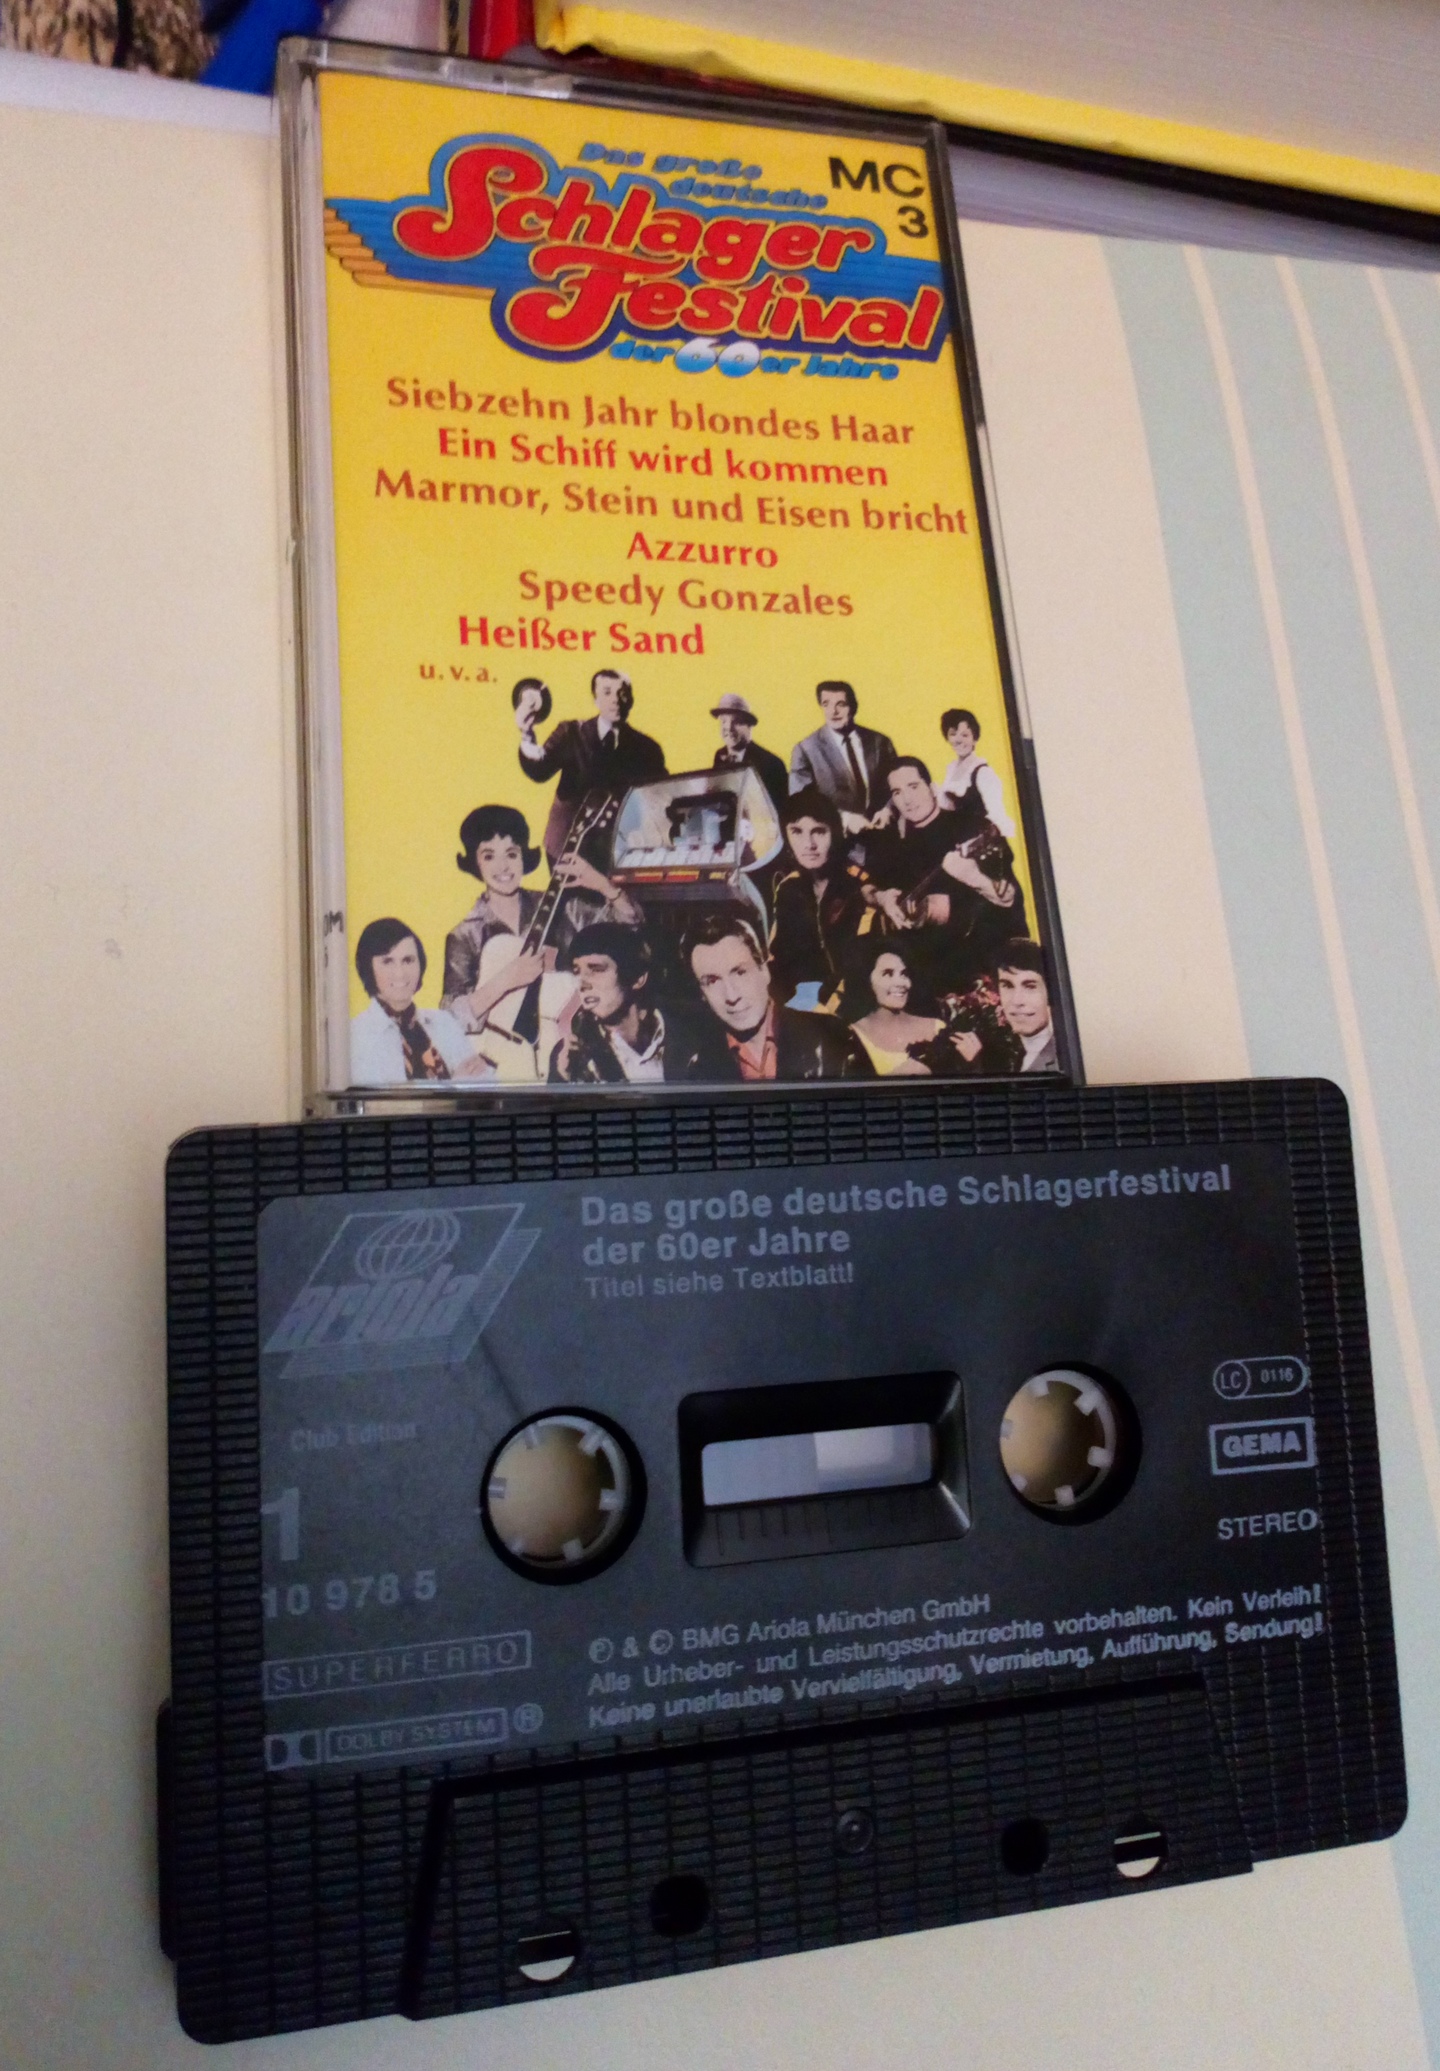 Das große
deutsche
MC
3
Schlager
Festival
der 60er Jahre
Siebzehn Jahr blondes Haar
Ein Schiff wird kommen
Marmor, Stein und Eisen bricht
Azzurro
Speedy Gonzales
Heißer Sand
u.v.a.
ariola
Das große deutsche Schlagerfestival
der 60er Jahre
Titel siehe Textblatt!
Club Edition
1
10 978 5
SUPERFERRO
DOLBY SYSTEM ®
LC 0116
GEMA
STEREO
℗ & © BMG Ariola München GmbH
Alle Urheber- und Leistungsschutzrechte vorbehalten. Kein Verleih!
Keine unerlaubte Vervielfältigung, Vermietung, Aufführung, Sendung!